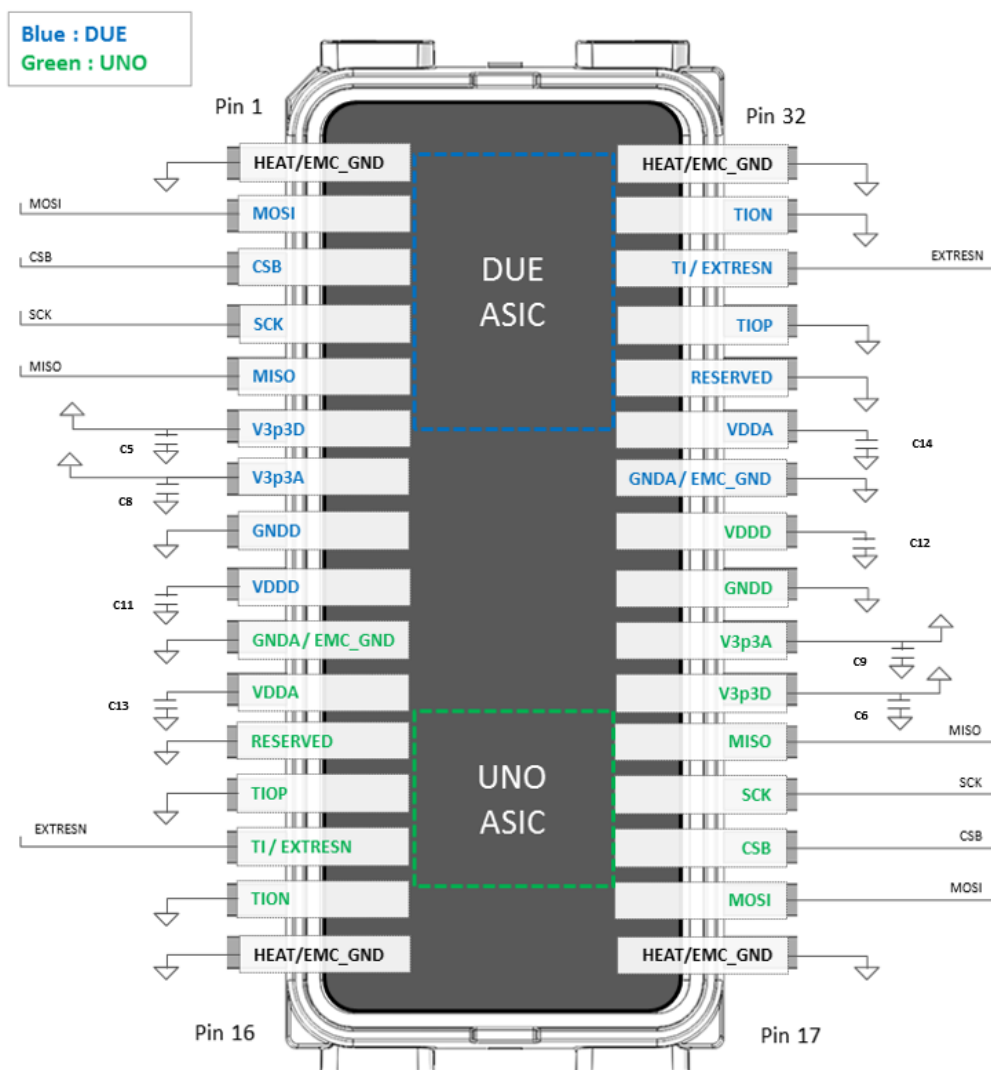 Blue : DUE
Green : UNO
Pin 1
Pin 32
HEAT/EMC_GND
HEAT/EMC_GND
MOSI
MOSI
TION
CSB
CSB
TI / EXTRESN
EXTRESN
DUE
ASIC
SCK
SCK
TIOP
MISO
MISO
RESERVED
C5
V3p3D
VDDA
C14
C8
V3p3A
GNDA / EMC_GND
GNDD
VDDD
C12
C11
VDDD
GNDD
GNDA / EMC_GND
V3p3A
C9
C13
VDDA
V3p3D
C6
RESERVED
MISO
MISO
UNO
ASIC
TIOP
SCK
SCK
EXTRESN
TI / EXTRESN
CSB
CSB
TION
MOSI
MOSI
HEAT/EMC_GND
HEAT/EMC_GND
Pin 16
Pin 17